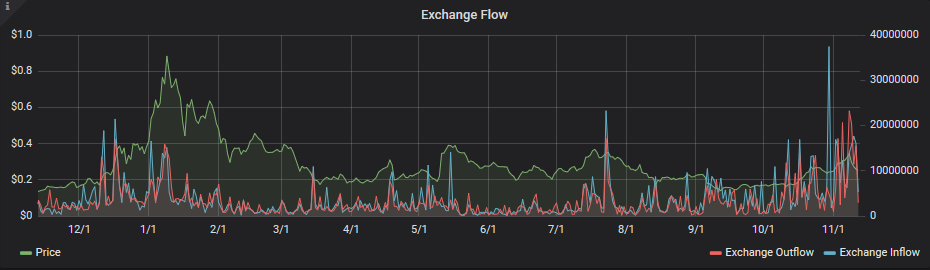 i
Exchange Flow
$1.0
40000000
$0.8
30000000
$0.6
20000000
$0.4
10000000
$0.2
$0
0
12/1 1/1 2/1 3/1 4/1 5/1 6/1 7/1 8/1 9/1 10/1 11/1
Price Exchange Outflow Exchange Inflow